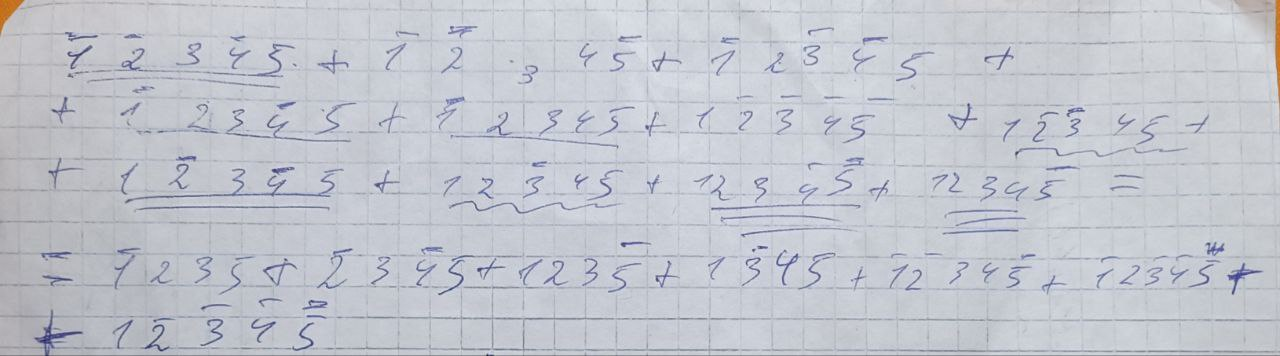 1̅ 2̅ 3 4̅ 5 + 1̅ 2̅ 3 4 5̅ + 1̅ 2 3̅ 4̅ 5 +
+ 1̅ 2 3 4̅ 5 + 1̅ 2 3 4 5̅ + 1 2̅ 3̅ 4̅ 5̅ + 1 2̅ 3̅ 4 5 +
+ 1 2̅ 3 4̅ 5 + 1 2 3̅ 4 5 + 1 2 3 4̅ 5̅ + 1 2 3 4 5̅ =
= 1̅ 2 3 5 + 2̅ 3 4̅ 5 + 1 2 3 5̅ + 1 3̅ 4 5 + 1̅ 2̅ 3 4 5̅ + 1̅ 2 3̅ 4̅ 5̅ +
+ 1 2̅ 3̅ 4̅ 5̅